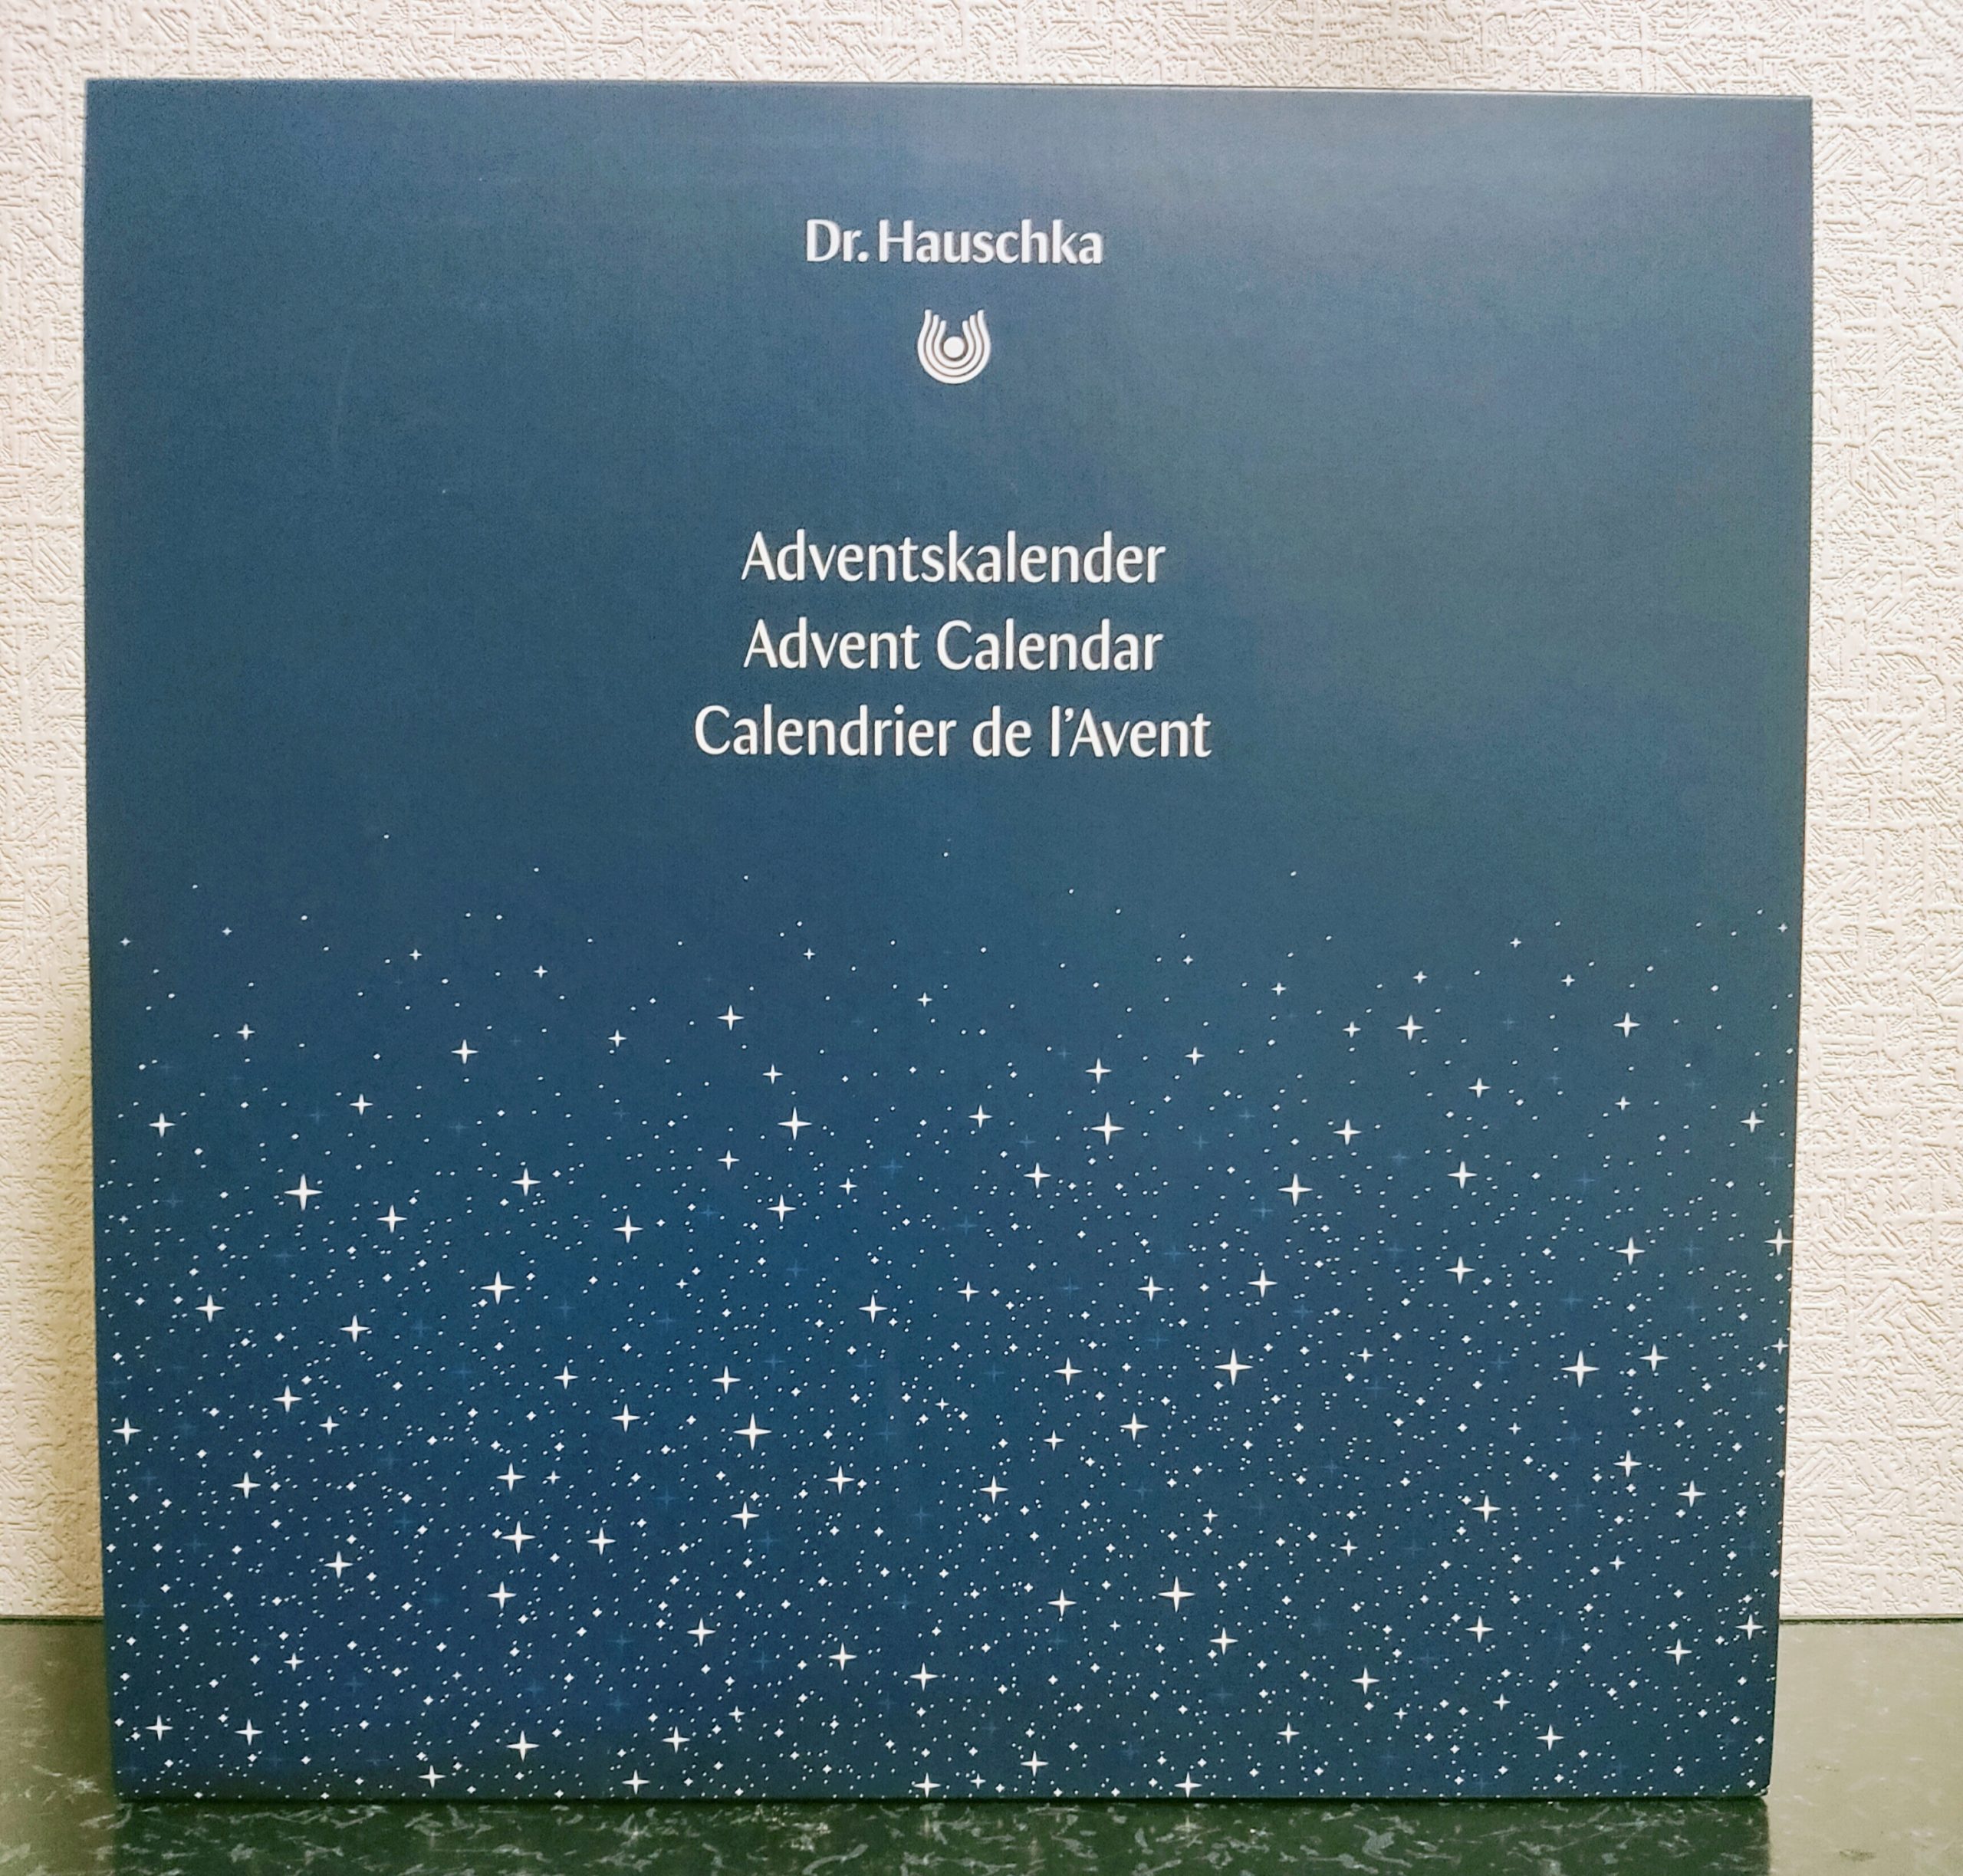 Dr. Hauschka
Adventskalender
Advent Calendar
Calendrier de l’Avent